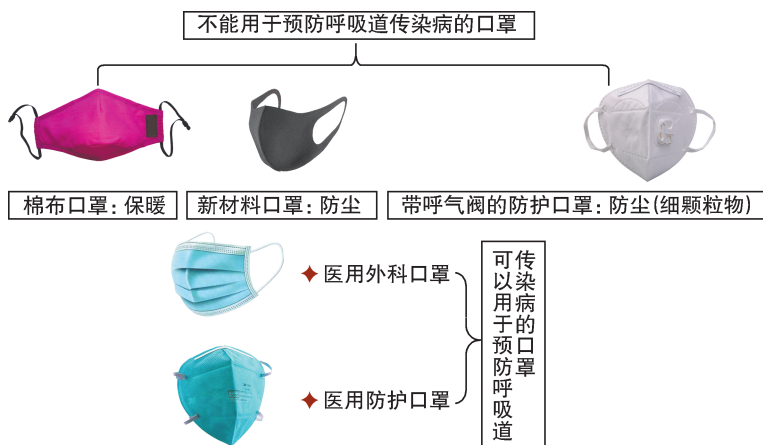 不能用于预防呼吸道传染病的口罩
棉布口罩：保暖
新材料口罩：防尘
带呼气阀的防护口罩：防尘(细颗粒物)
医用外科口罩
医用防护口罩
可以用于预防呼吸道
传染病的口罩